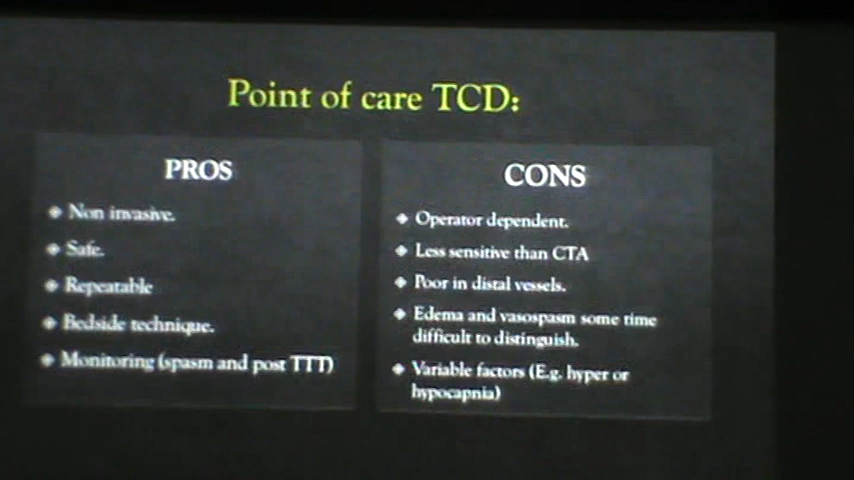 Point of care TCD:
PROS
Non invasive.
Safe.
Repeatable
Bedside technique.
Monitoring (spasm and post TTT)
CONS
Operator dependent.
Less sensitive than CTA
Poor in distal vessels.
Edema and vasospasm some time
difficult to distinguish.
Variable factors (E.g. hyper or
hypocapnia)